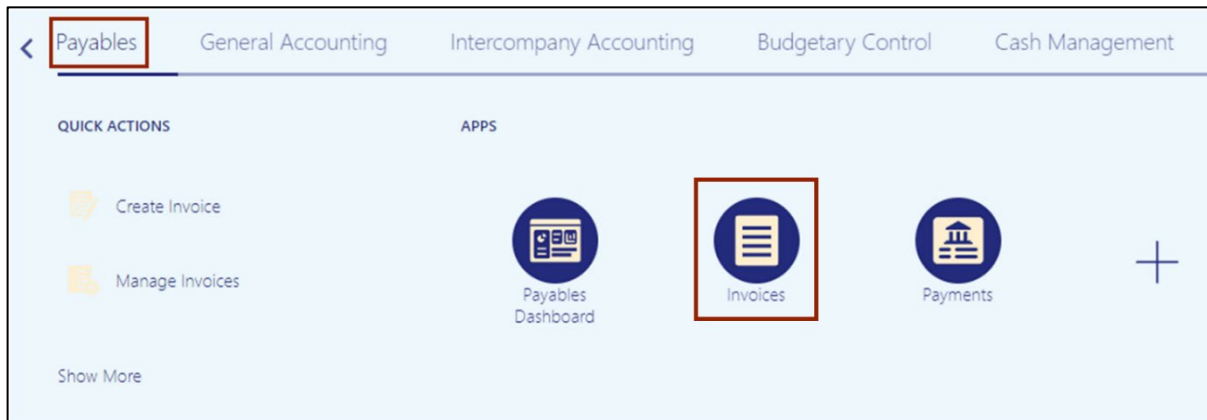 Payables General Accounting Intercompany Accounting Budgetary Control Cash Management
QUICK ACTIONS
Create Invoice
Manage Invoices
Show More
APPS
Payables
Dashboard
Invoices
Payments